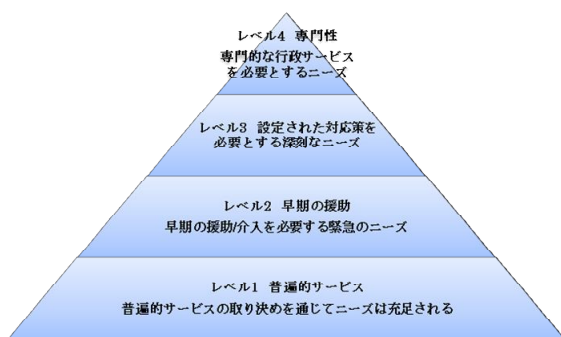 レベル4 専門性
専門的な行政サービス
を必要とするニーズ
レベル3 設定された対応策を
必要とする深刻なニーズ
レベル2 早期の援助
早期の援助/介入を必要する緊急のニーズ
レベル1 普遍的サービス
普遍的サービスの取り決めを通じてニーズは充足される